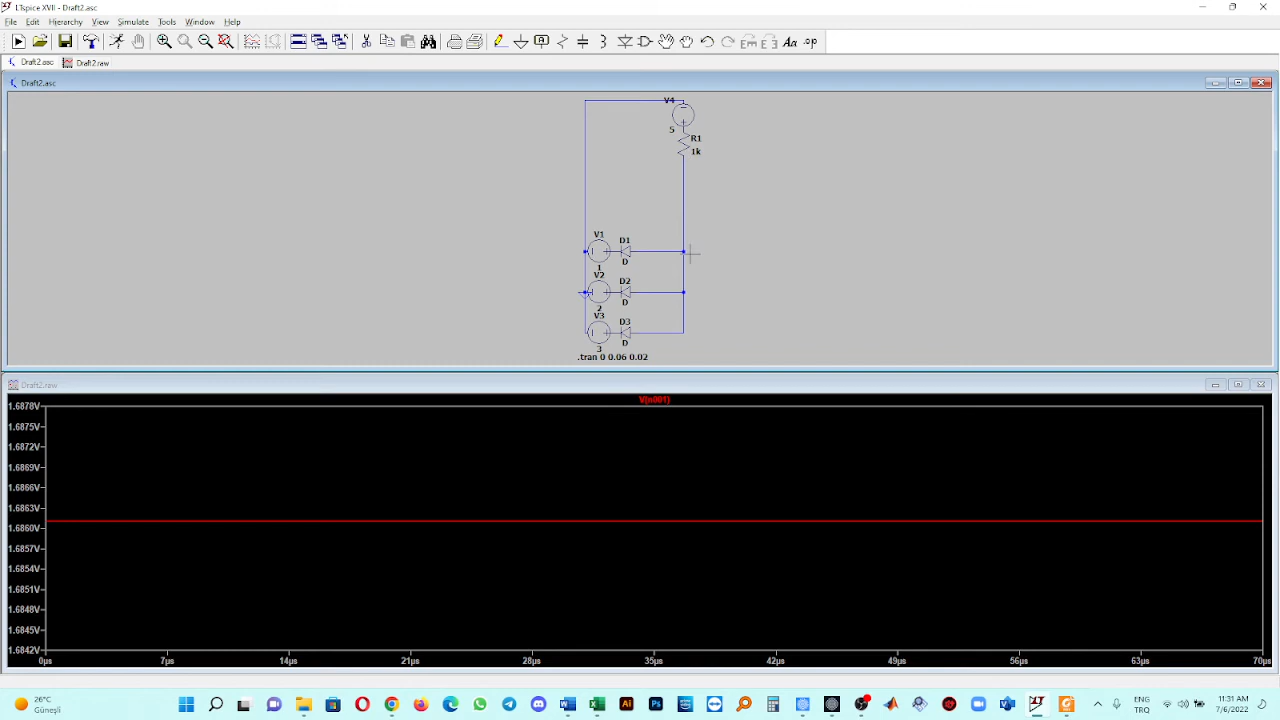 LTspice XVII - Draft2.asc
File Edit Hierarchy View Simulate Tools Window Help
Draft2.asc Draft2.raw
Draft2.asc
V4
5
R1
1k
V1
D1
1
D
V2
D2
2
D
V3
D3
3
D
.tran 0 0.06 0.02
Draft2.raw
V(n001)
1.6878V
1.6875V
1.6872V
1.6869V
1.6866V
1.6863V
1.6860V
1.6857V
1.6854V
1.6851V
1.6848V
1.6845V
1.6842V
0µs 7µs 14µs 21µs 28µs 35µs 42µs 49µs 56µs 63µs 70µs
26°C
Güneşli
ENG
TRQ
11:31 AM
7/6/2022